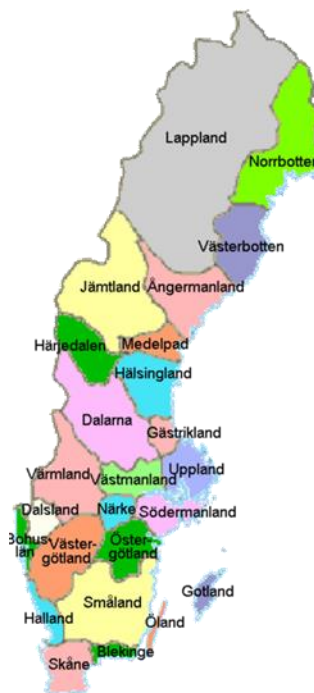 Lappland
Norrbotten
Västerbotten
Jämtland
Ångermanland
Härjedalen
Medelpad
Hälsingland
Dalarna
Gästrikland
Värmland
Uppland
Västmanland
Dalsland
Närke
Södermanland
Bohus-
län
Väster-
götland
Öster-
götland
Gotland
Småland
Halland
Öland
Blekinge
Skåne